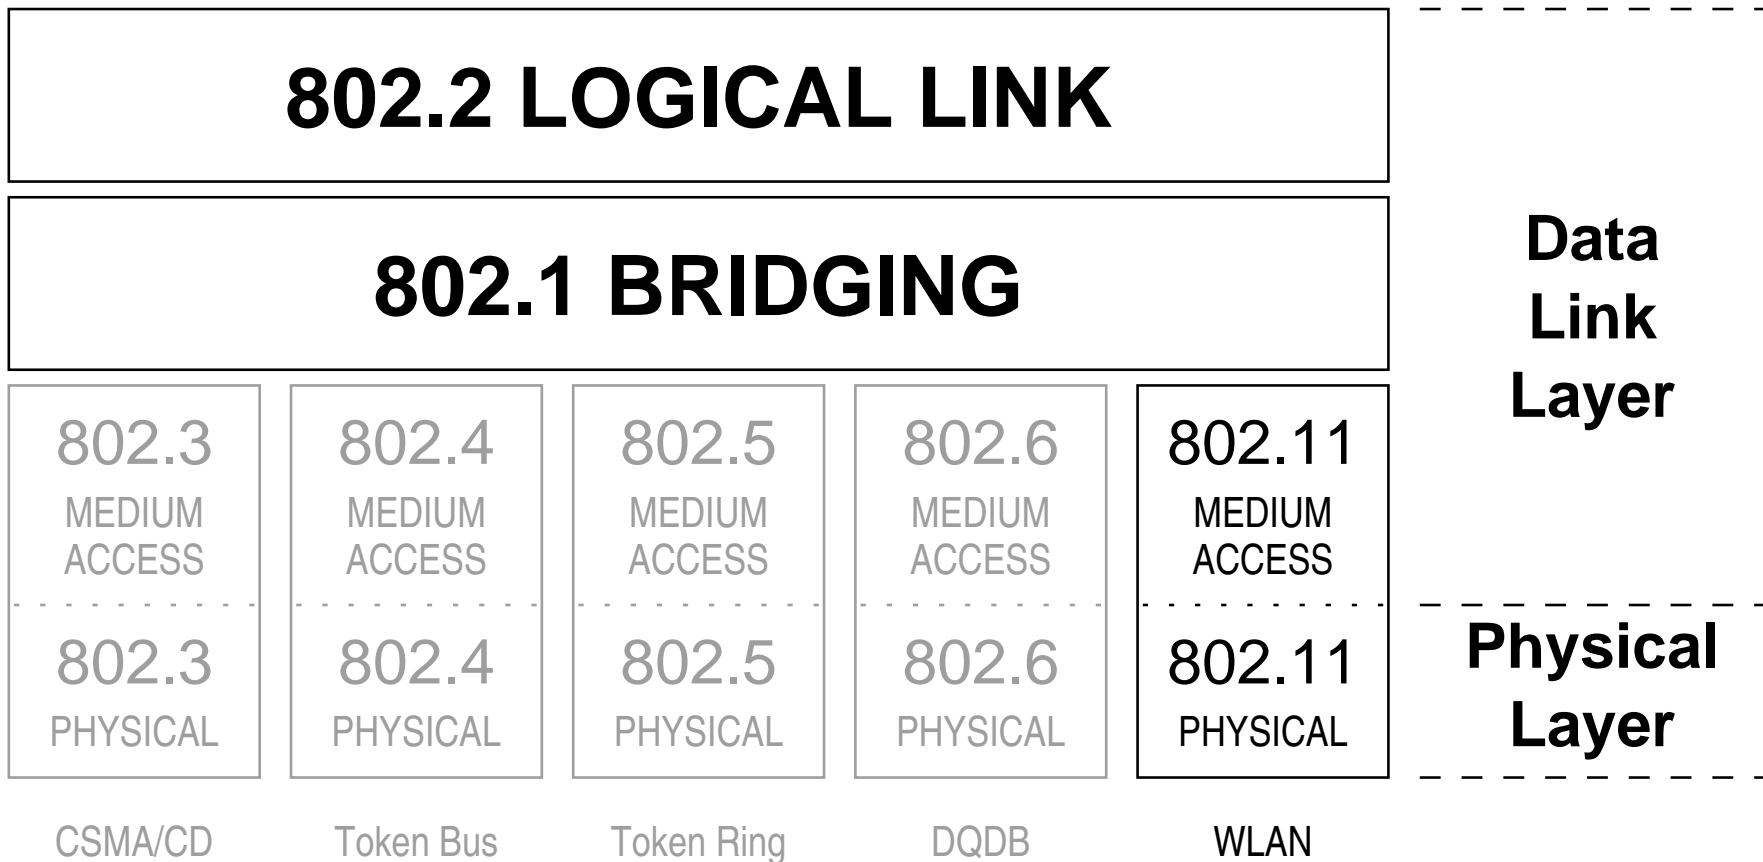 802.2 LOGICAL LINK
802.1 BRIDGING
Data
Link
Layer
802.3 802.4 802.5 802.6 802.11
MEDIUM MEDIUM MEDIUM MEDIUM MEDIUM
ACCESS ACCESS ACCESS ACCESS ACCESS
802.3 802.4 802.5 802.6 802.11
PHYSICAL PHYSICAL PHYSICAL PHYSICAL PHYSICAL
Physical
Layer
CSMA/CD Token Bus Token Ring DQDB WLAN